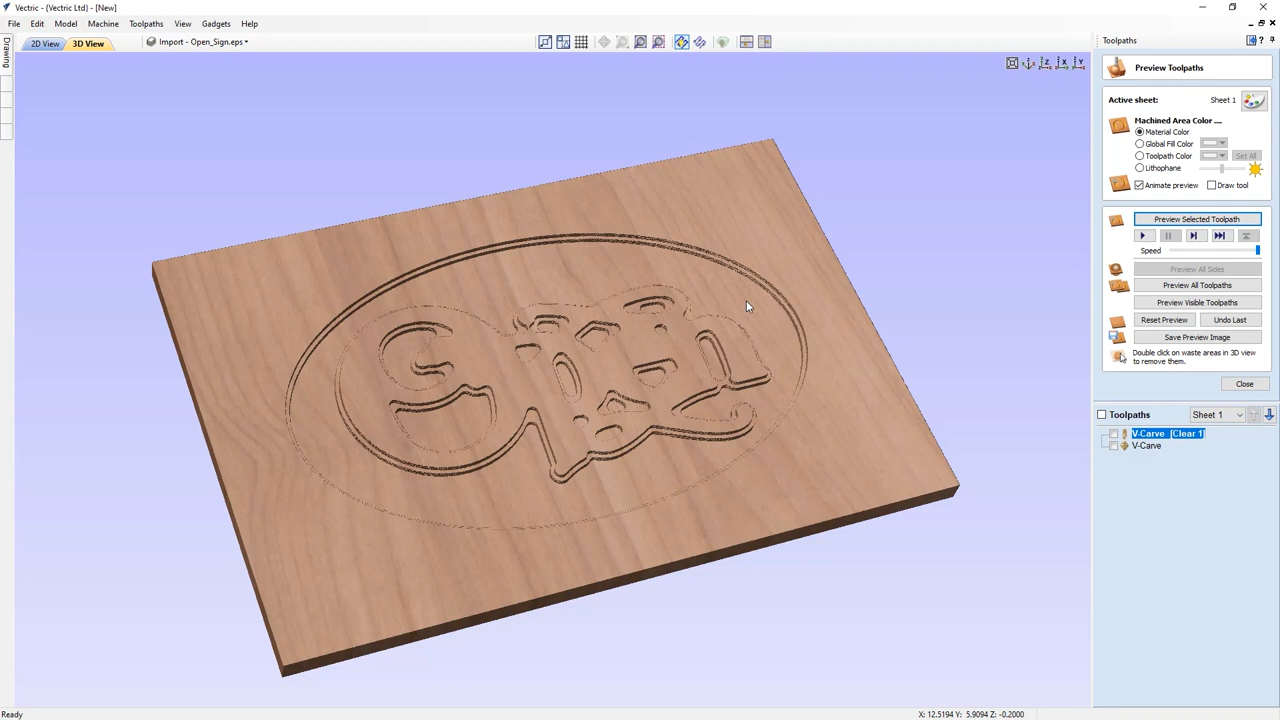 Vectric - {Vectric Ltd} - [New]
File Edit Model Machine Toolpaths View Gadgets Help
Drawing
2D View 3D View Import - Open_Sign.eps
Toolpaths
Preview Toolpaths
Active sheet: Sheet 1
Machined Area Color ....
Material Color
Global Fill Color
Toolpath Color Set All
Lithophane
Animate preview Draw tool
Preview Selected Toolpath
Speed
Preview All Sides
Preview All Toolpaths
Preview Visible Toolpaths
Reset Preview Undo Last
Save Preview Image
Double click on waste areas in 3D view
to remove them.
Close
Toolpaths Sheet 1
V-Carve [Clear 1]
V-Carve
Open
Ready X: 12.5194 Y: 5.9094 Z: -0.2000